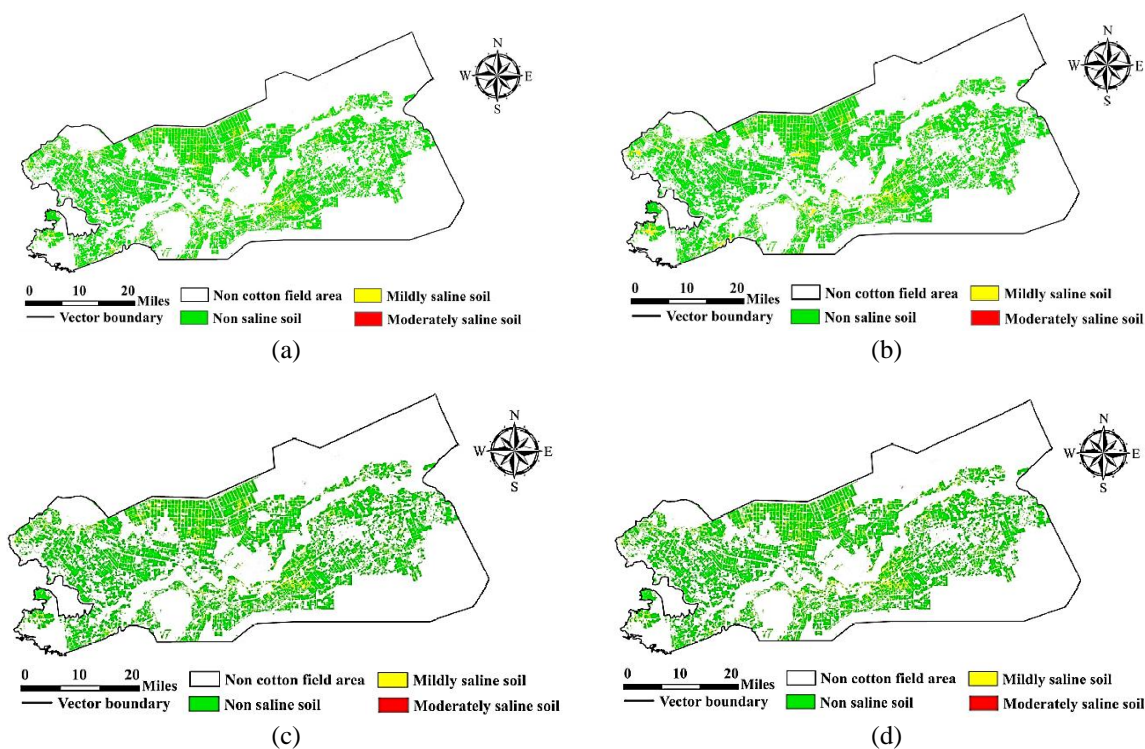 N
W E
S
0 10 20
Miles
Vector boundary
Non cotton field area
Non saline soil
Mildly saline soil
Moderately saline soil
(a)
N
W E
S
0 10 20
Miles
Vector boundary
Non cotton field area
Non saline soil
Mildly saline soil
Moderately saline soil
(b)
N
W E
S
0 10 20
Miles
Vector boundary
Non cotton field area
Non saline soil
Mildly saline soil
Moderately saline soil
(c)
N
W E
S
0 10 20
Miles
Vector boundary
Non cotton field area
Non saline soil
Mildly saline soil
Moderately saline soil
(d)